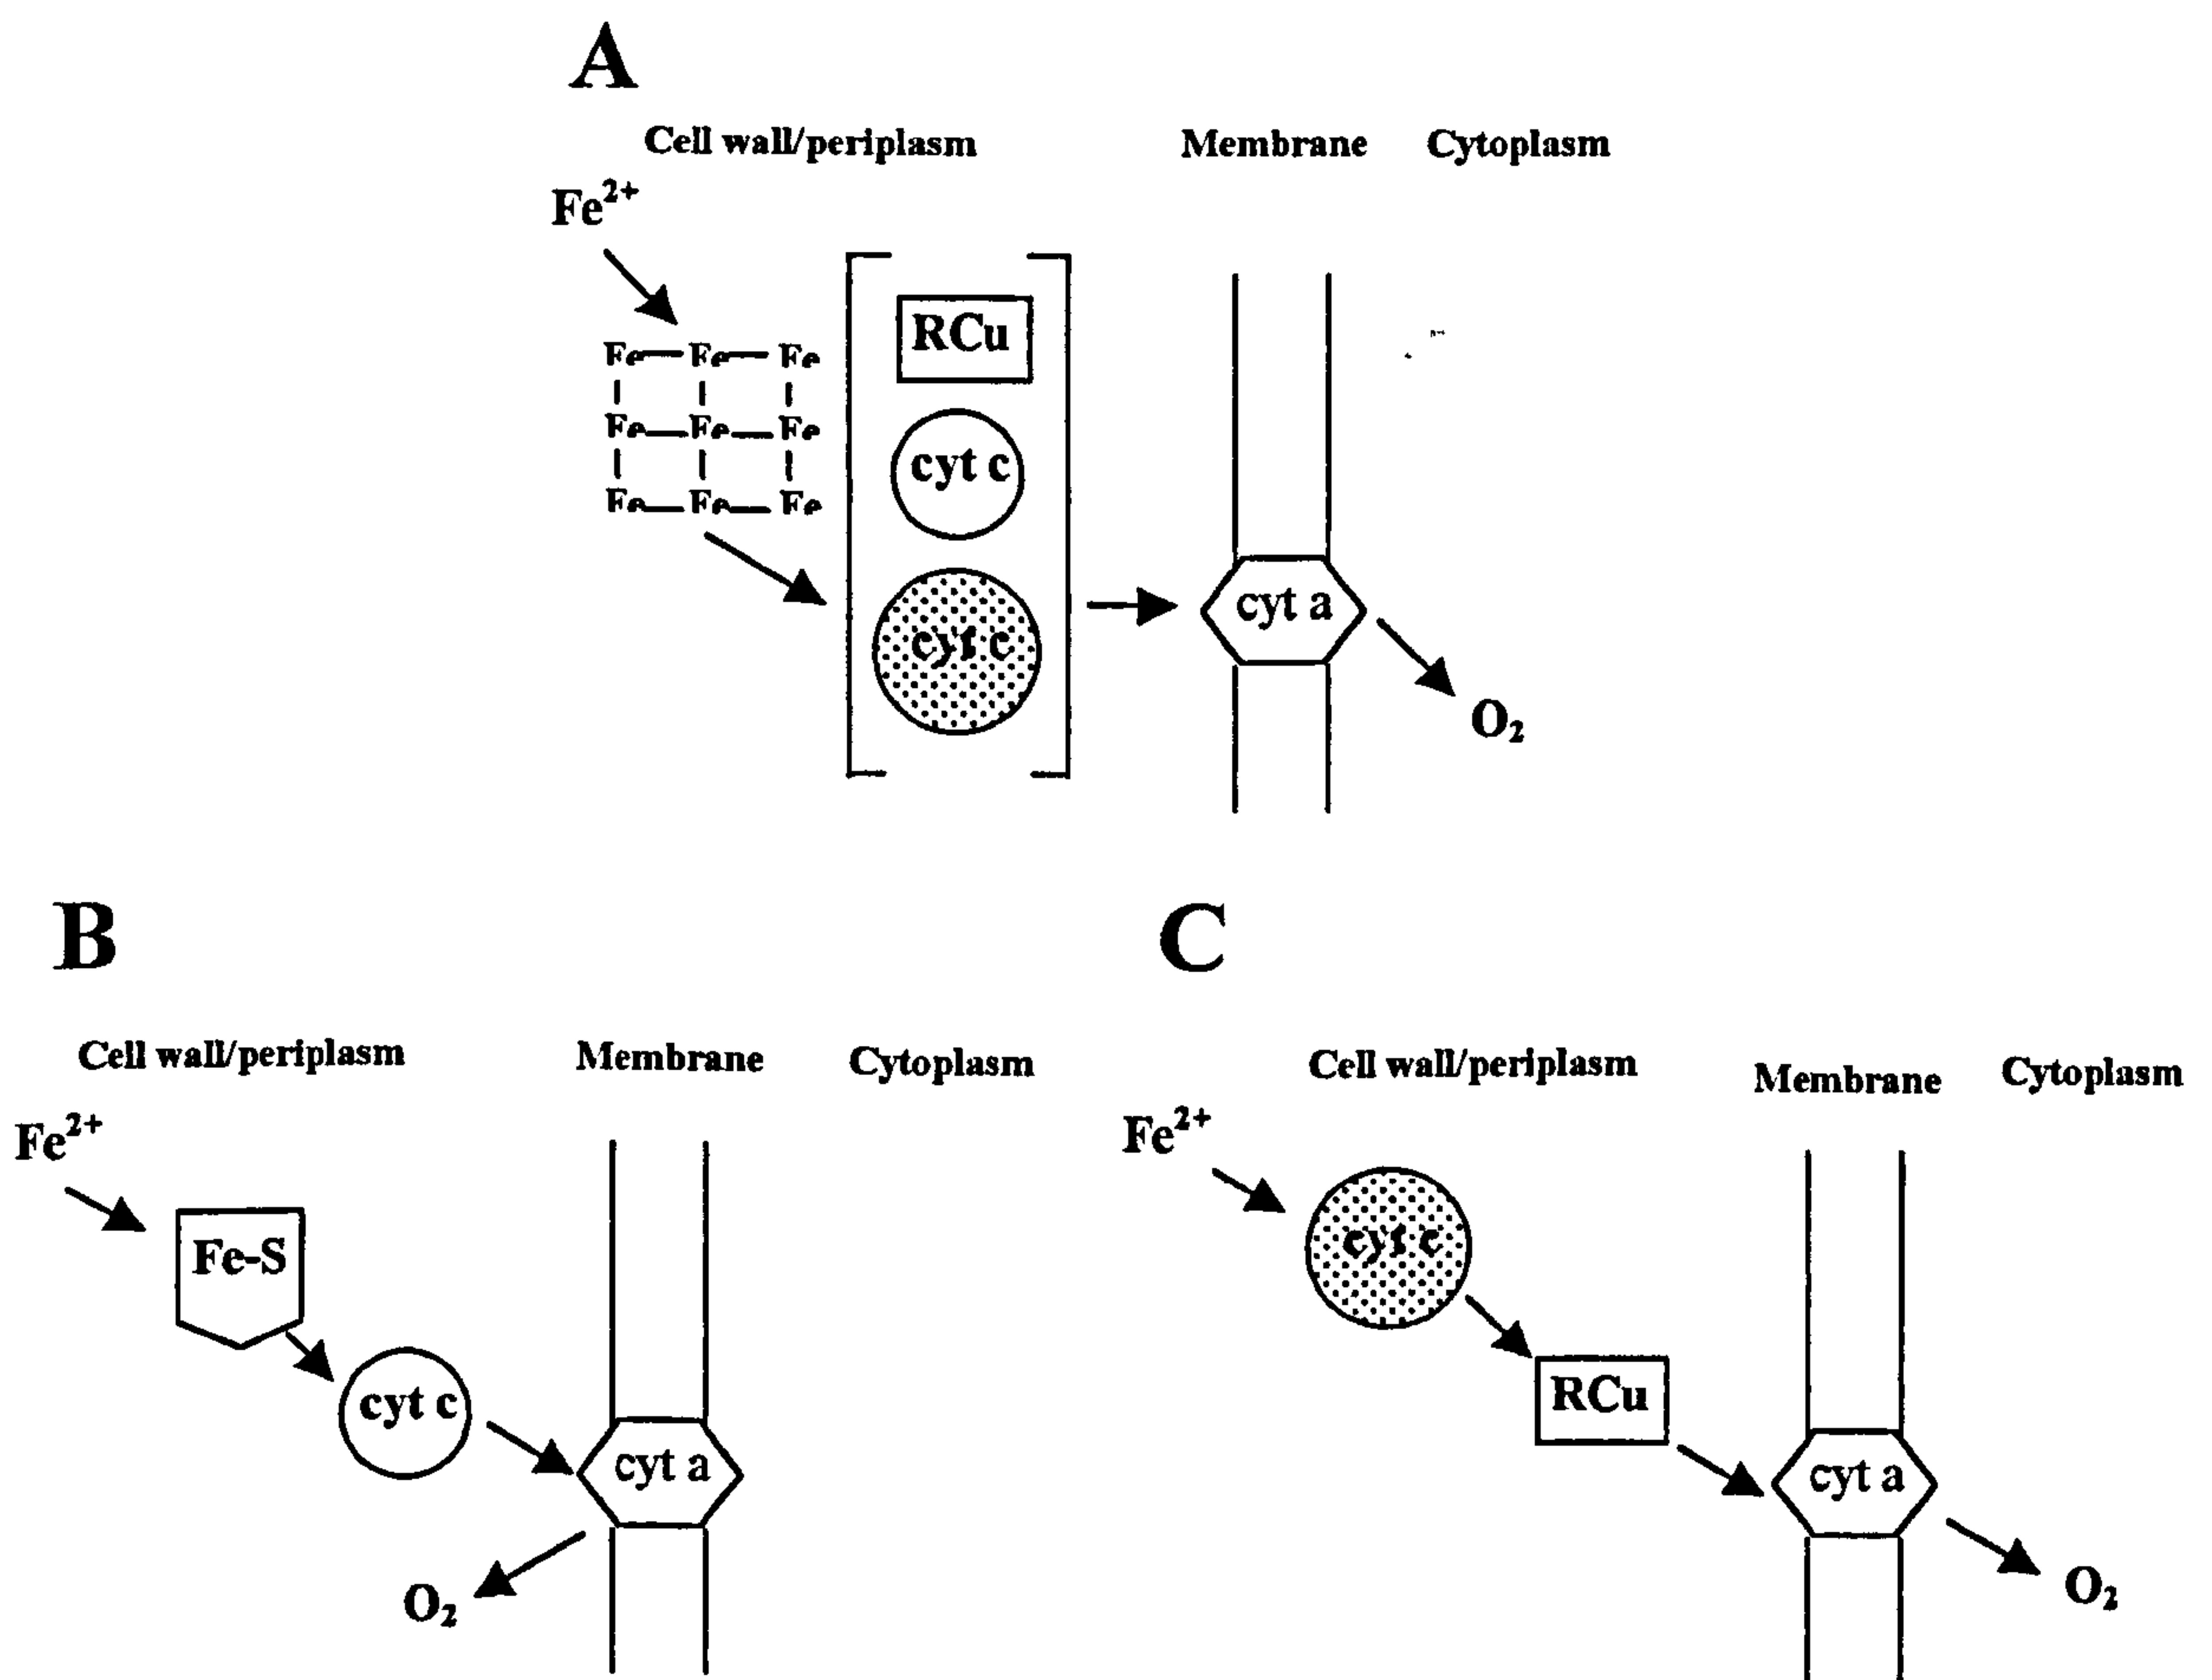 A
Cell wall/periplasm Membrane Cytoplasm
Fe²⁺
RCu
Fe Fe Fe
Fe Fe Fe
cyt c
Fe Fe Fe
cyt a
cyt c
O₂
B
C
Cell wall/periplasm Membrane Cytoplasm
Fe²⁺
Fe-S
cyt c
cyt a
O₂
Cell wall/periplasm Membrane Cytoplasm
Fe²⁺
cyt c
RCu
cyt a
O₂